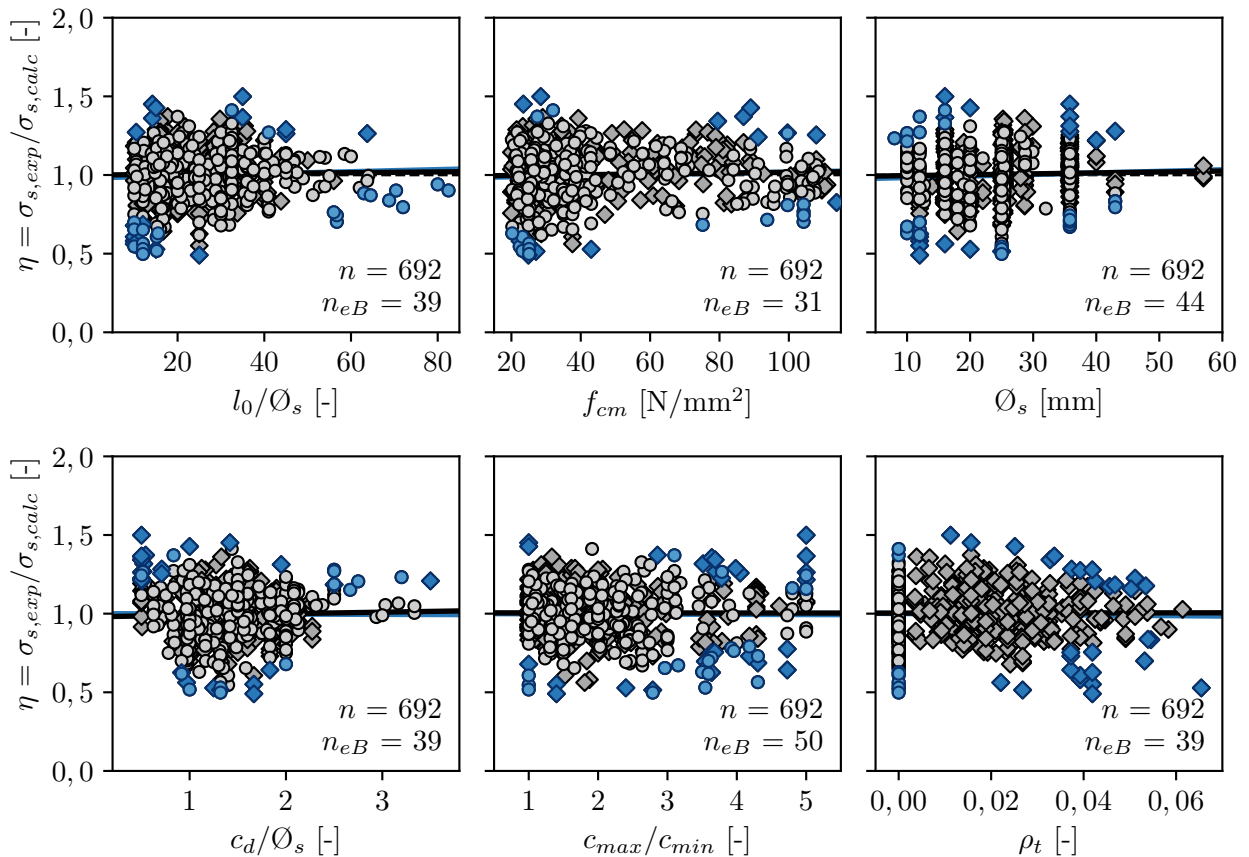 η = σs,exp/σs,calc [-]
2, 0
1, 5
1, 0
0, 5
0, 0
n = 692
neB = 39
20 40 60 80
l0/Øs [-]
n = 692
neB = 31
20 40 60 80 100
fcm [N/mm²]
n = 692
neB = 44
10 20 30 40 50 60
Øs [mm]
η = σs,exp/σs,calc [-]
2, 0
1, 5
1, 0
0, 5
0, 0
n = 692
neB = 39
1 2 3
cd/Øs [-]
n = 692
neB = 50
1 2 3 4 5
cmax/cmin [-]
n = 692
neB = 39
0, 00 0, 02 0, 04 0, 06
ρt [-]